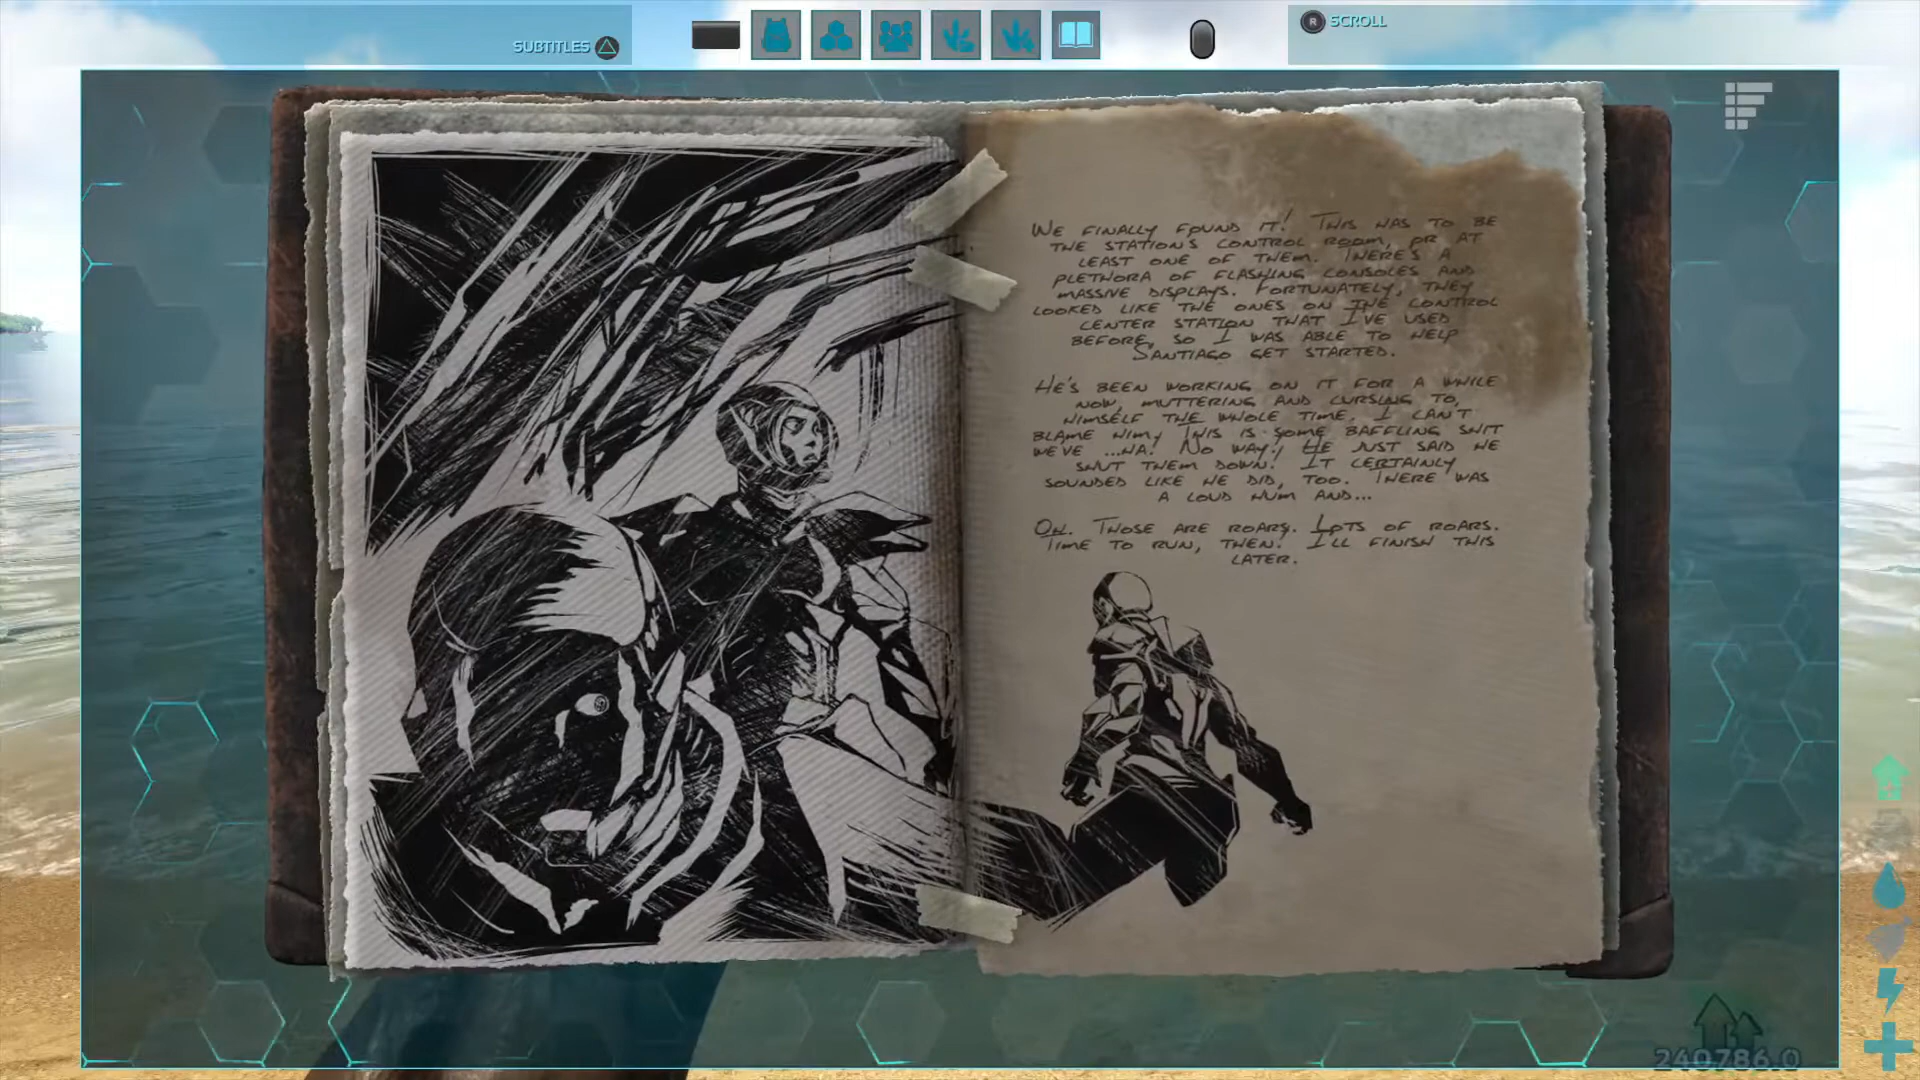 SUBTITLES
R SCROLL
WE FINALLY FOUND IT! THIS HAS TO BE
THE STATION'S CONTROL ROOM, OR AT
LEAST ONE OF THEM. THERE'S A
PLETHORA OF FLASHING CONSOLES AND
MASSIVE DISPLAYS. FORTUNATELY, THEY
LOOKED LIKE THE ONES ON THE CONTROL
CENTER STATION THAT I'VE USED
BEFORE, SO I WAS ABLE TO HELP
SANTIAGO GET STARTED.
HE'S BEEN WORKING ON IT FOR A WHILE
NOW, MUTTERING AND CURSING TO
HIMSELF THE WHOLE TIME. I CAN'T
BLAME HIM, THIS IS SOME BAFFLING SHIT
WE'VE ...HA! NO WAY! HE JUST SAID HE
SHUT THEM DOWN! IT CERTAINLY
SOUNDED LIKE HE DID, TOO. THERE WAS
A LOUD HUM AND...
OH. THOSE ARE ROARS. LOTS OF ROARS.
TIME TO RUN, THEN! I'LL FINISH THIS
LATER.
240786.0